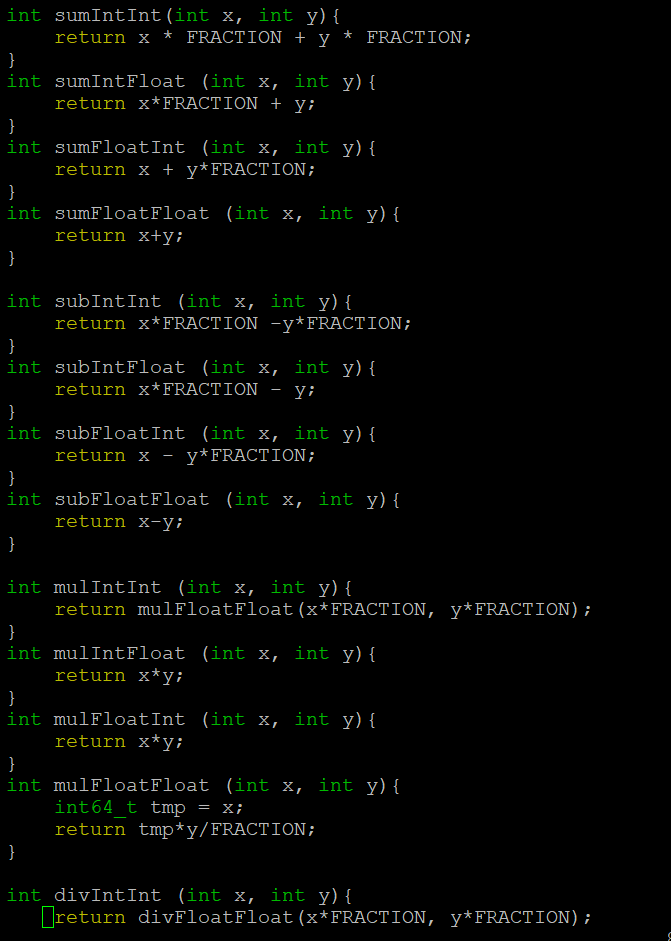 int sumIntInt(int x, int y){
    return x * FRACTION + y * FRACTION;
}
int sumIntFloat (int x, int y){
    return x*FRACTION + y;
}
int sumFloatInt (int x, int y){
    return x + y*FRACTION;
}
int sumFloatFloat (int x, int y){
    return x+y;
}

int subIntInt (int x, int y){
    return x*FRACTION -y*FRACTION;
}
int subIntFloat (int x, int y){
    return x*FRACTION - y;
}
int subFloatInt (int x, int y){
    return x - y*FRACTION;
}
int subFloatFloat (int x, int y){
    return x-y;
}

int mulIntInt (int x, int y){
    return mulFloatFloat(x*FRACTION, y*FRACTION);
}
int mulIntFloat (int x, int y){
    return x*y;
}
int mulFloatInt (int x, int y){
    return x*y;
}
int mulFloatFloat (int x, int y){
    int64_t tmp = x;
    return tmp*y/FRACTION;
}

int divIntInt (int x, int y){
    return divFloatFloat(x*FRACTION, y*FRACTION);